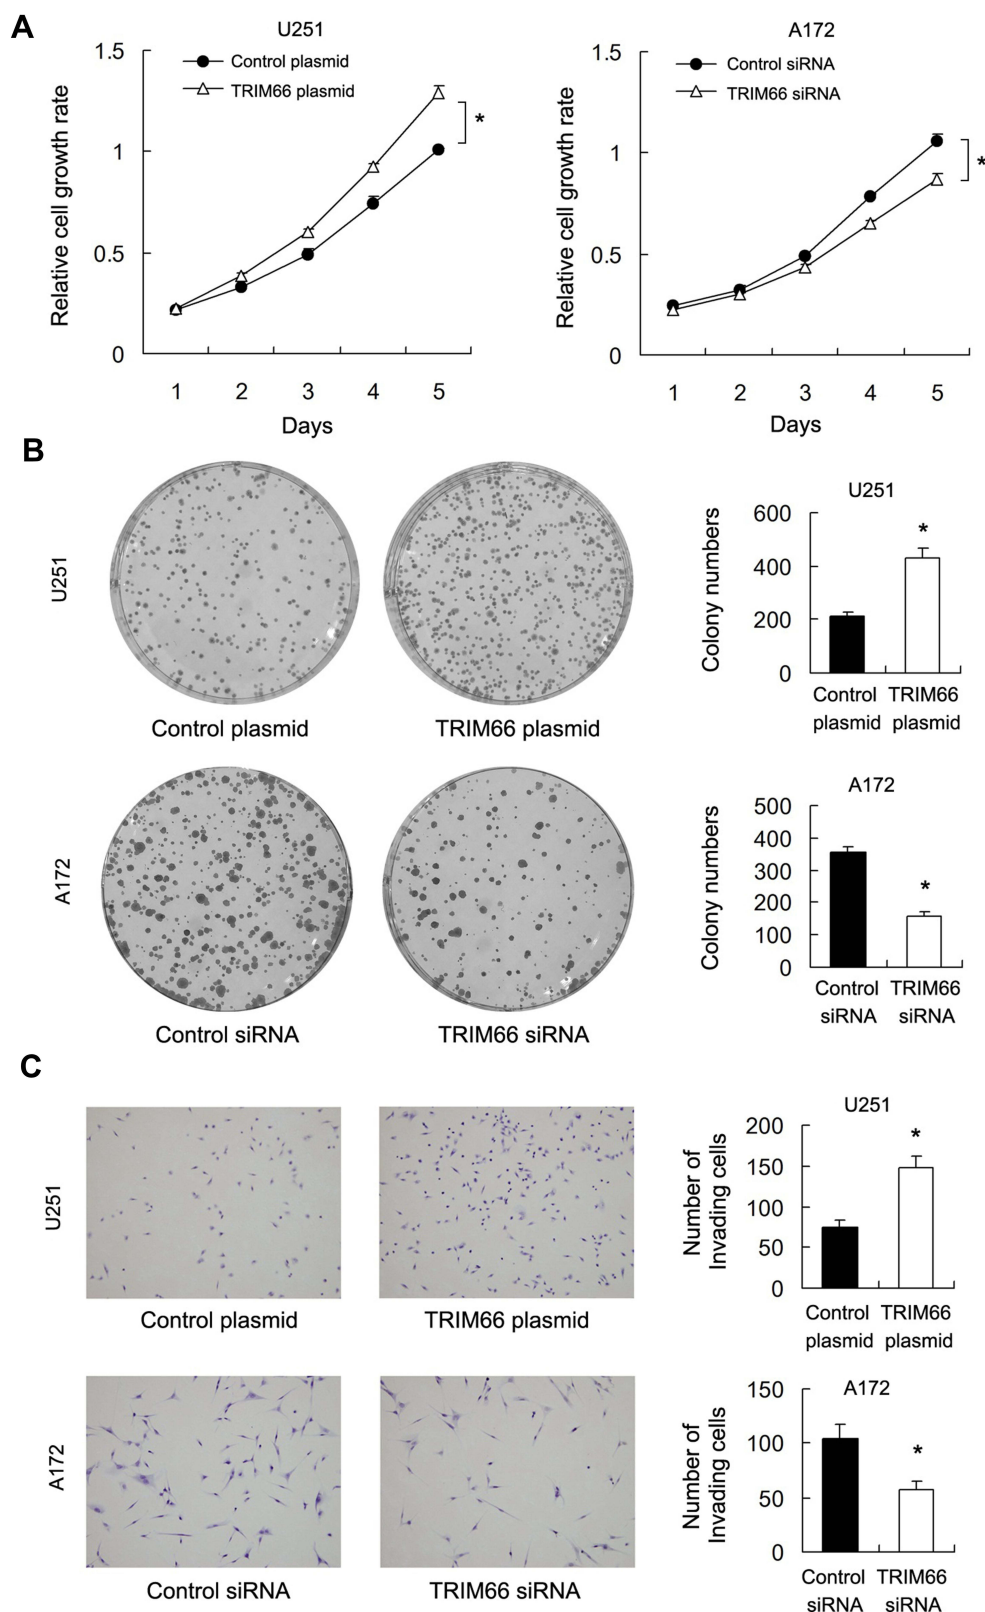 A
U251
Relative cell growth rate
1.5
1
0.5
0
Control plasmid
TRIM66 plasmid
*
1 2 3 4 5
Days
A172
Relative cell growth rate
1.5
1
0.5
0
Control siRNA
TRIM66 siRNA
*
1 2 3 4 5
Days
B
U251
Control plasmid
TRIM66 plasmid
U251
Colony numbers
600
400
200
0
*
Control TRIM66
plasmid plasmid
A172
Control siRNA
TRIM66 siRNA
A172
Colony numbers
500
400
300
200
100
0
*
Control TRIM66
siRNA siRNA
C
U251
Control plasmid
TRIM66 plasmid
U251
Number of
Invading cells
200
150
100
50
0
*
Control TRIM66
plasmid plasmid
A172
Control siRNA
TRIM66 siRNA
A172
Number of
Invading cells
150
100
50
0
*
Control TRIM66
siRNA siRNA